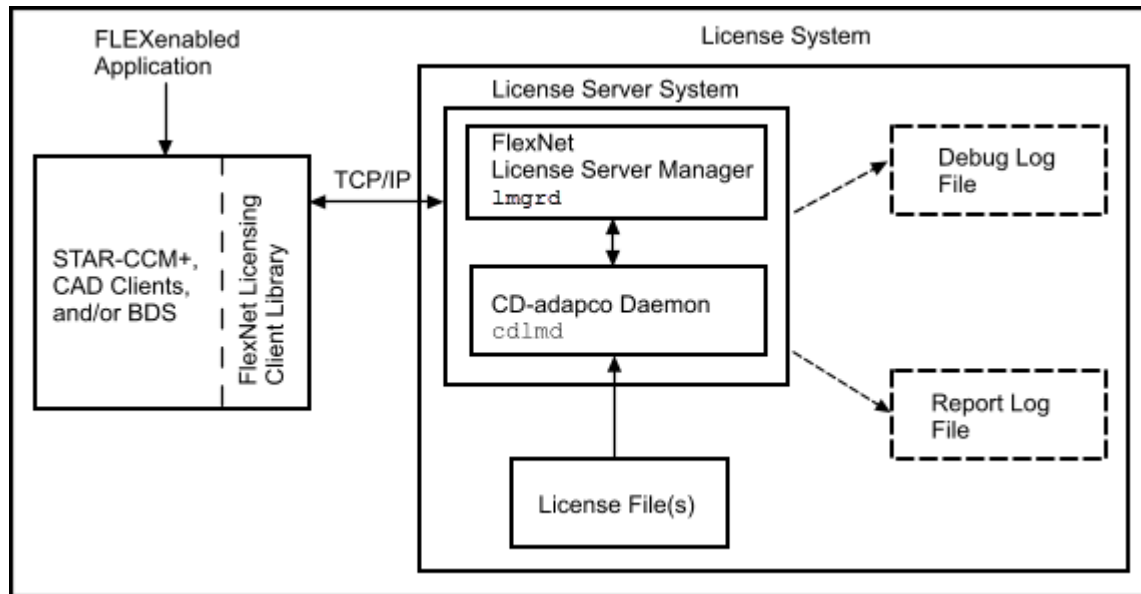 FLEXenabled
Application
License System
License Server System
FlexNet
License Server Manager
lmgrd
Debug Log
File
TCP/IP
STAR-CCM+,
CAD Clients,
and/or BDS
FlexNet Licensing
Client Library
CD-adapco Daemon
cdlmd
Report Log
File
License File(s)